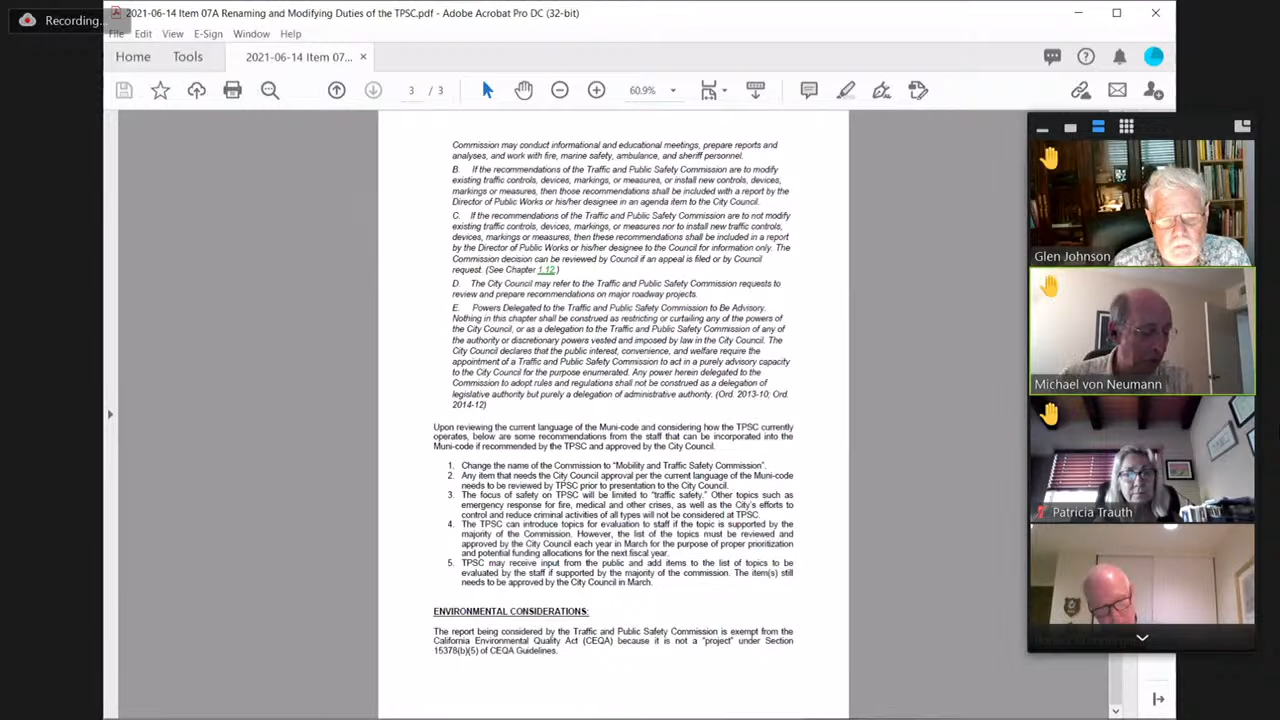 Recording...
2021-06-14 Item 07A Renaming and Modifying Duties of the TPSC.pdf - Adobe Acrobat Pro DC (32-bit)
File Edit View E-Sign Window Help
Home Tools 2021-06-14 Item 07... ×
3 / 3 60.9%
Commission may conduct informational and educational meetings, prepare reports and
analyses, and work with fire, marine safety, ambulance, and sheriff personnel.
B. If the recommendations of the Traffic and Public Safety Commission are to modify
existing traffic controls, devices, markings, or measures, or install new controls, devices,
markings or measures, then those recommendations shall be included with a report by the
Director of Public Works or his/her designee in an agenda item to the City Council.
C. If the recommendations of the Traffic and Public Safety Commission are to not modify
existing traffic controls, devices, markings, or measures nor to install new traffic controls,
devices, markings or measures, then these recommendations shall be included in a report
by the Director of Public Works or his/her designee to the Council for information only. The
Commission decision can be reviewed by Council if an appeal is filed or by Council
request. (See Chapter 1.12.)
D. The City Council may refer to the Traffic and Public Safety Commission requests to
review and prepare recommendations on major roadway projects.
E. Powers Delegated to the Traffic and Public Safety Commission to Be Advisory.
Nothing in this chapter shall be construed as restricting or curtailing any of the powers of
the City Council, or as a delegation to the Traffic and Public Safety Commission of any of
the authority or discretionary powers vested and imposed by law in the City Council. The
City Council declares that the public interest, convenience, and welfare require the
appointment of a Traffic and Public Safety Commission to act in a purely advisory capacity
to the City Council for the purpose enumerated. Any power herein delegated to the
Commission to adopt rules and regulations shall not be construed as a delegation of
legislative authority but purely a delegation of administrative authority. (Ord. 2013-10; Ord.
2014-12)
Upon reviewing the current language of the Muni-code and considering how the TPSC currently
operates, below are some recommendations from the staff that can be incorporated into the
Muni-code if recommended by the TPSC and approved by the City Council.
1. Change the name of the Commission to “Mobility and Traffic Safety Commission”.
2. Any item that needs the City Council approval per the current language of the Muni-code
needs to be reviewed by TPSC prior to presentation to the City Council.
3. The focus of safety on TPSC will be limited to “traffic safety.” Other topics such as
emergency response for fire, medical and other crises, as well as the City's efforts to
control and reduce criminal activities of all types will not be considered at TPSC.
4. The TPSC can introduce topics for evaluation to staff if the topic is supported by the
majority of the Commission. However, the list of the topics must be reviewed and
approved by the City Council each year in March for the purpose of proper prioritization
and potential funding allocations for the next fiscal year.
5. TPSC may receive input from the public and add items to the list of topics to be
evaluated by the staff if supported by the majority of the commission. The item(s) still
needs to be approved by the City Council in March.
ENVIRONMENTAL CONSIDERATIONS:
The report being considered by the Traffic and Public Safety Commission is exempt from the
California Environmental Quality Act (CEQA) because it is not a “project” under Section
15378(b)(5) of CEQA Guidelines.
Glen Johnson
Michael von Neumann
Patricia Trauth